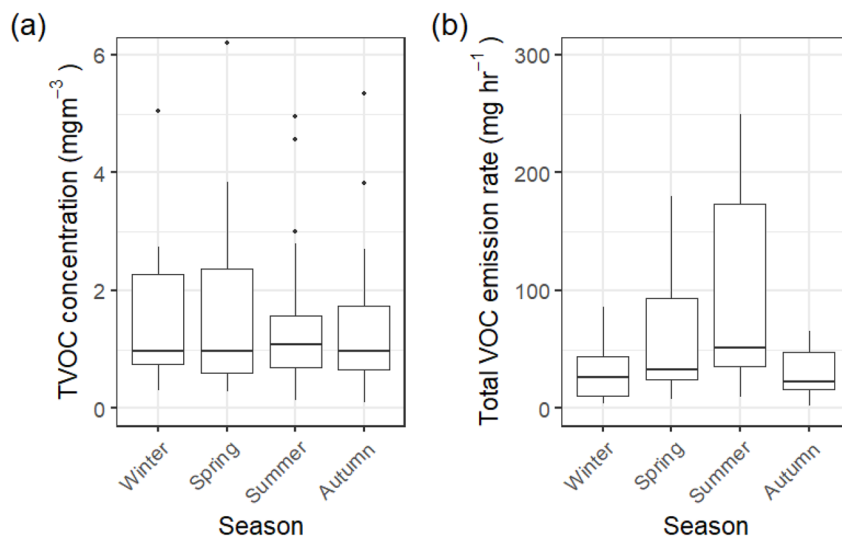 (a)
TVOC concentration (mgm⁻³ )
6
4
2
0
Winter
Spring
Summer
Autumn
Season
(b)
Total VOC emission rate (mg hr⁻¹ )
300
200
100
0
Winter
Spring
Summer
Autumn
Season